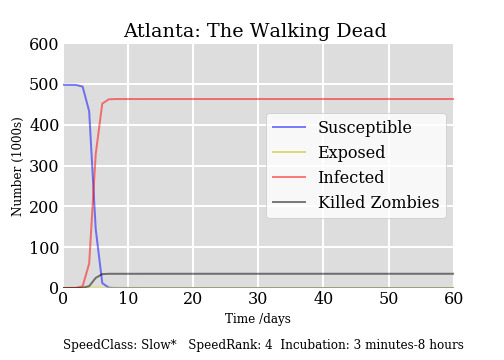 Atlanta: The Walking Dead
600
500
400
300
200
100
0
Number (1000s)
Susceptible
Exposed
Infected
Killed Zombies
0 10 20 30 40 50 60
Time /days
SpeedClass: Slow* SpeedRank: 4 Incubation: 3 minutes-8 hours